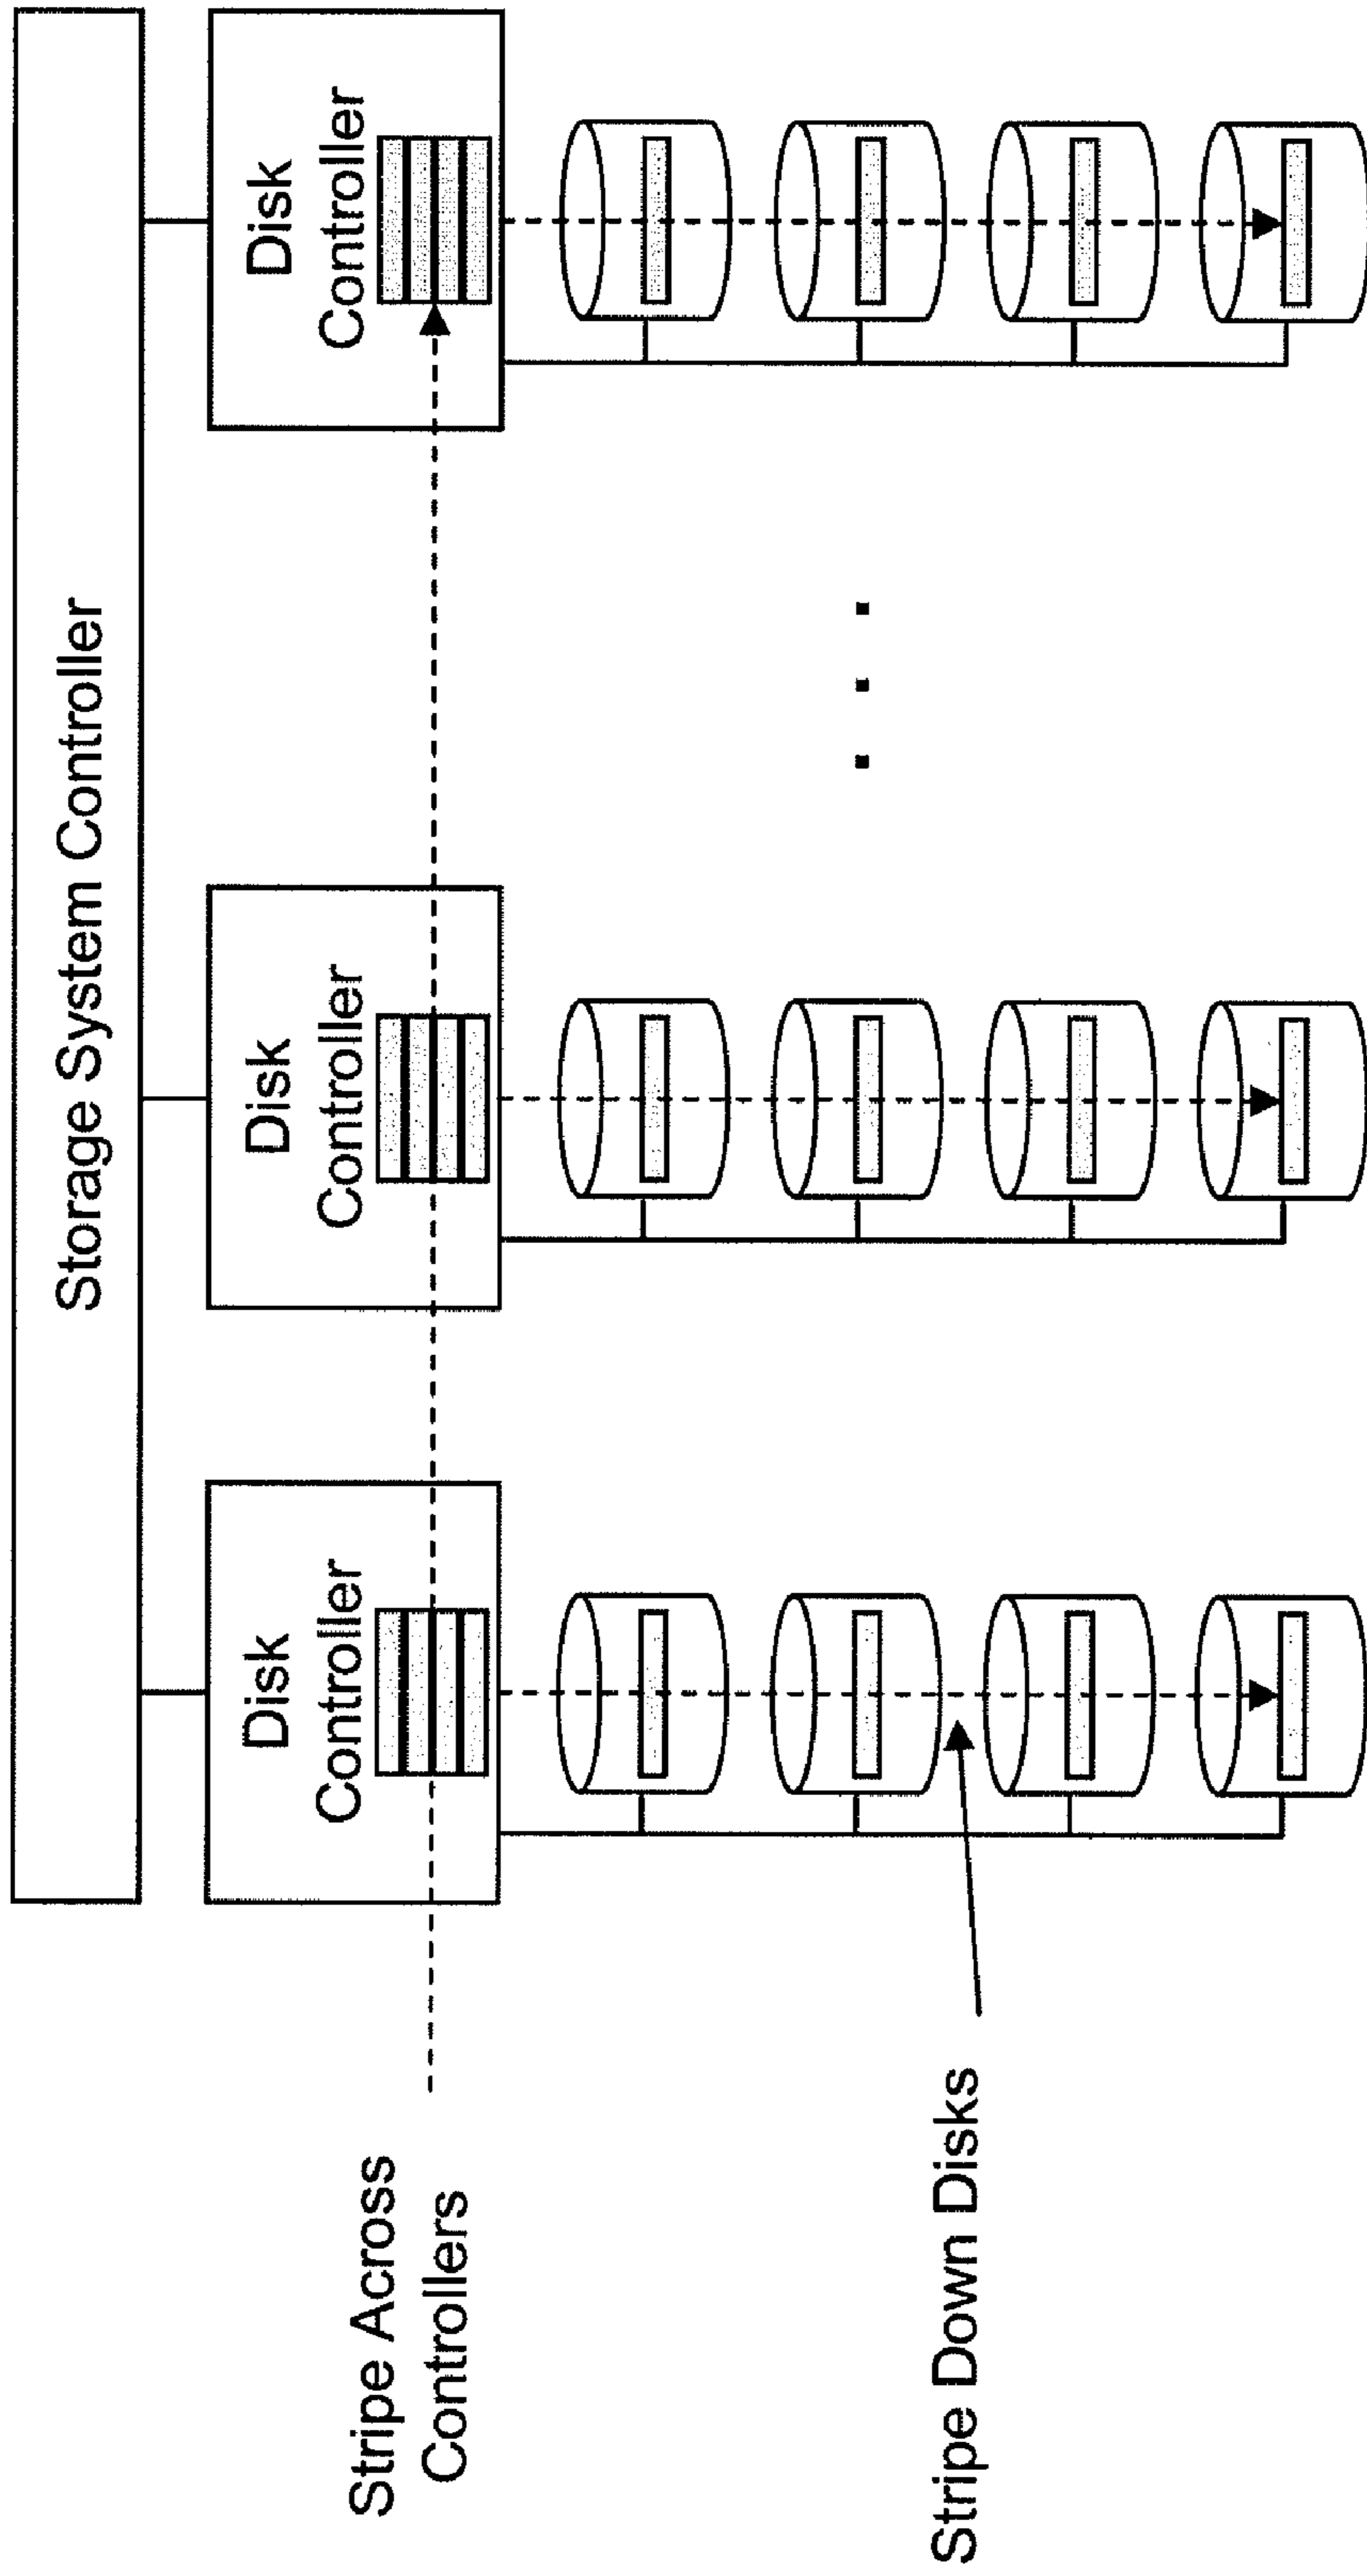 Storage System Controller
Disk
Controller
Disk
Controller
Disk
Controller
Stripe Across
Controllers
Stripe Down Disks